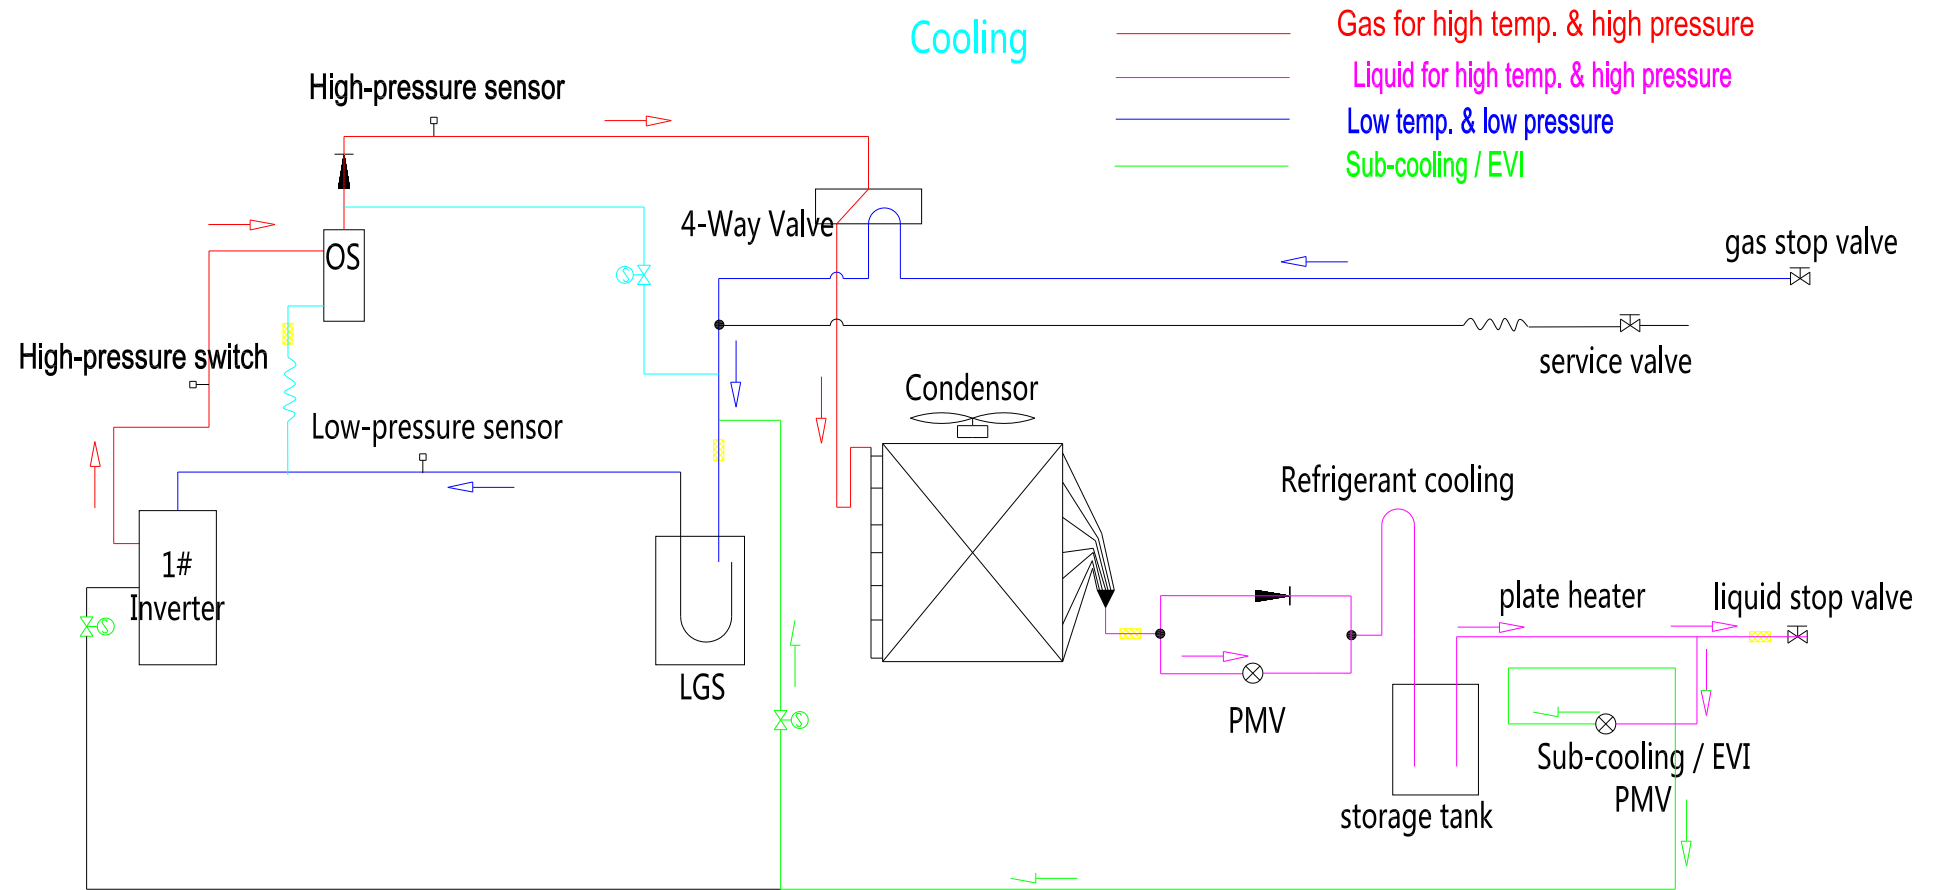 Cooling
Gas for high temp. & high pressure
Liquid for high temp. & high pressure
Low temp. & low pressure
Sub-cooling / EVI
High-pressure sensor
4-Way Valve
gas stop valve
OS
High-pressure switch
service valve
Condensor
Low-pressure sensor
Refrigerant cooling
1#
Inverter
plate heater
liquid stop valve
LGS
PMV
Sub-cooling / EVI
PMV
storage tank